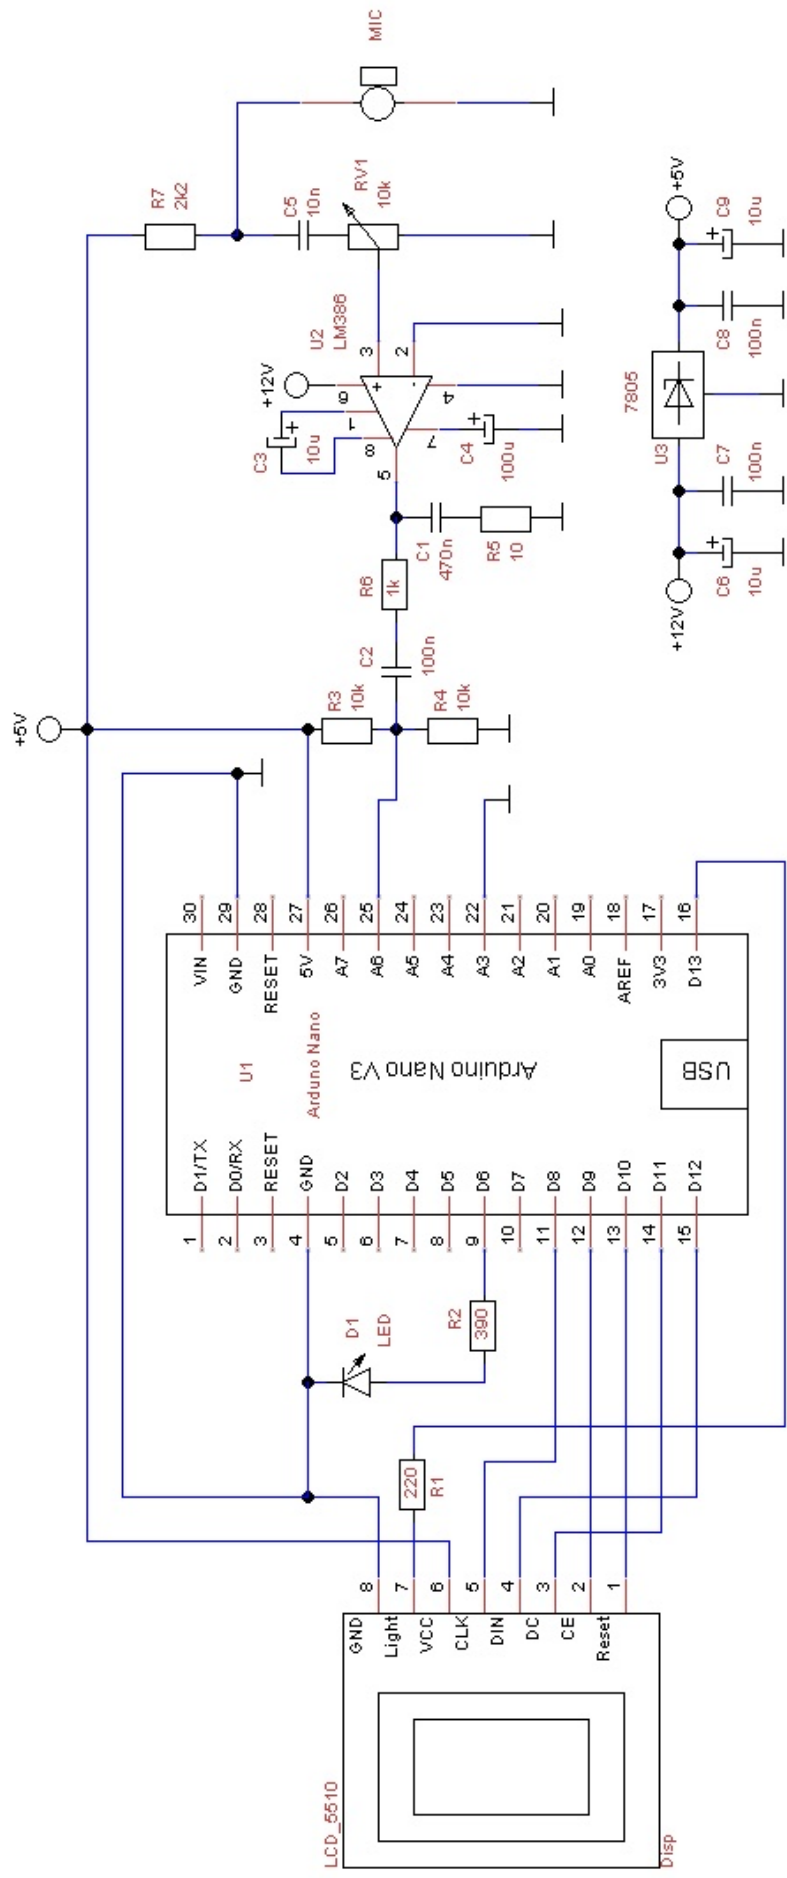 MIC
R7
2k2
C5
10n
RV1
10k
U2
LM386
+12V
3
2
6
+
-
4
1
8
7
5
C3
+
10u
C4
+
100u
C1
470n
R5
10
R6
1k
C2
100n
R3
10k
R4
10k
+5V
+5V
C9
+
10u
C8
100n
7805
U3
C7
100n
C6
+
10u
+12V
30
29
28
27
26
25
24
23
22
21
20
19
18
17
16
VIN
GND
RESET
5V
A7
A6
A5
A4
A3
A2
A1
A0
AREF
3V3
D13
U1
Arduno Nano
Arduino Nano V3
USB
D1/TX
D0/RX
RESET
GND
D2
D3
D4
D5
D6
D7
D8
D9
D10
D11
D12
1
2
3
4
5
6
7
8
9
10
11
12
13
14
15
D1
LED
R2
390
220
R1
8
7
6
5
4
3
2
1
GND
Light
VCC
CLK
DIN
DC
CE
Reset
LCD_5510
Disp